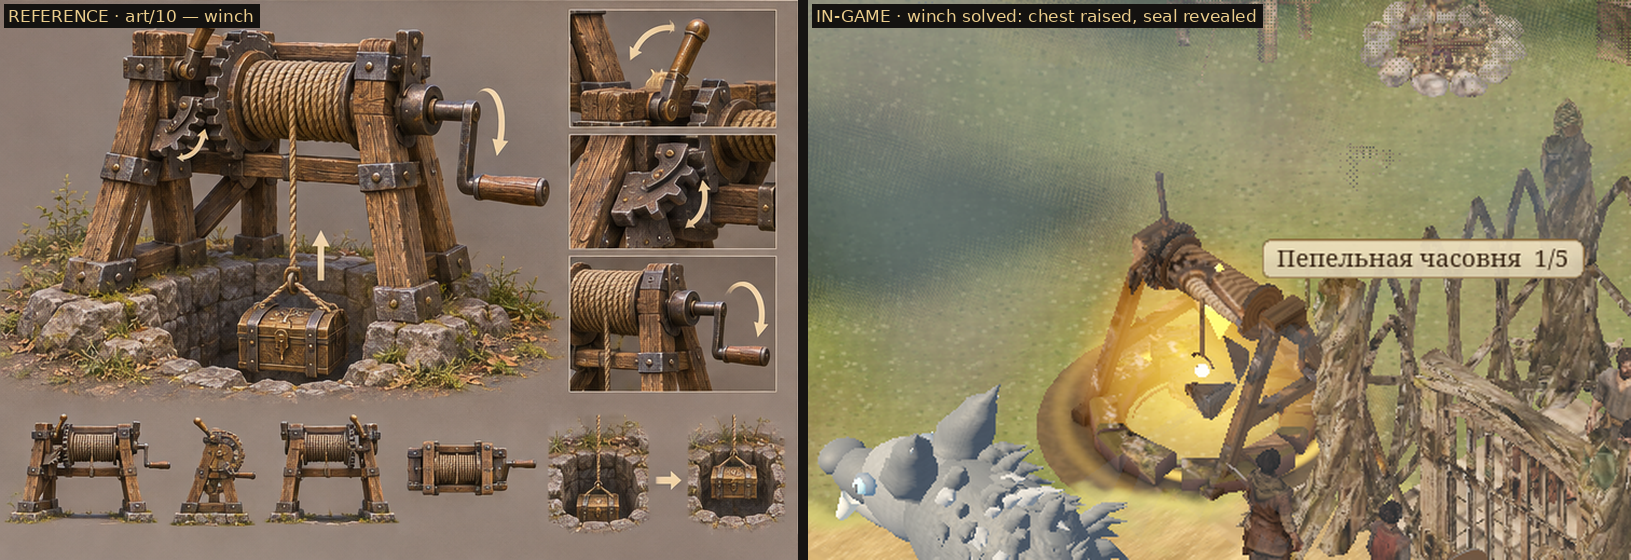 REFERENCE · art/10 — winch
IN-GAME · winch solved: chest raised, seal revealed
Пепельная часовня 1/5